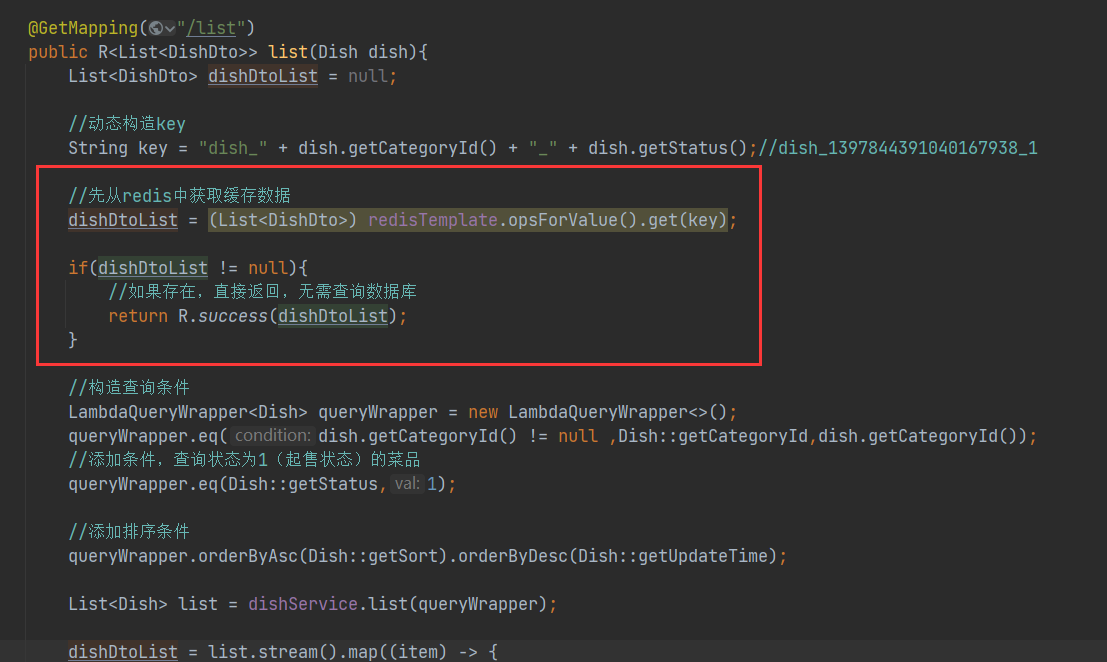 @GetMapping("/list")
public R<List<DishDto>> list(Dish dish){
List<DishDto> dishDtoList = null;
//动态构造key
String key = "dish_" + dish.getCategoryId() + "_" + dish.getStatus();//dish_1397844391040167938_1
//先从redis中获取缓存数据
dishDtoList = (List<DishDto>) redisTemplate.opsForValue().get(key);
if(dishDtoList != null){
//如果存在，直接返回，无需查询数据库
return R.success(dishDtoList);
}
//构造查询条件
LambdaQueryWrapper<Dish> queryWrapper = new LambdaQueryWrapper<>();
queryWrapper.eq( condition: dish.getCategoryId() != null ,Dish::getCategoryId,dish.getCategoryId());
//添加条件，查询状态为1（起售状态）的菜品
queryWrapper.eq(Dish::getStatus, val: 1);
//添加排序条件
queryWrapper.orderByAsc(Dish::getSort).orderByDesc(Dish::getUpdateTime);
List<Dish> list = dishService.list(queryWrapper);
dishDtoList = list.stream().map((item) -> {